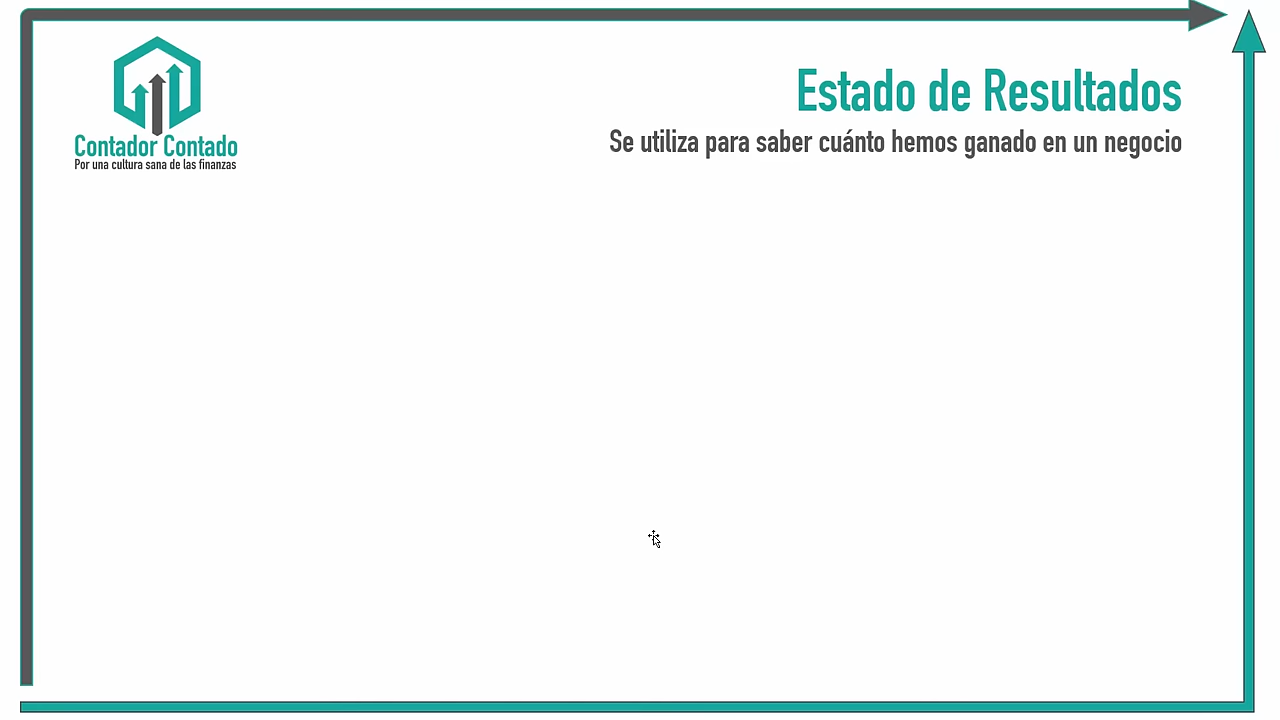 Estado de Resultados
Se utiliza para saber cuánto hemos ganado en un negocio
Contador Contado
Por una cultura sana de las finanzas